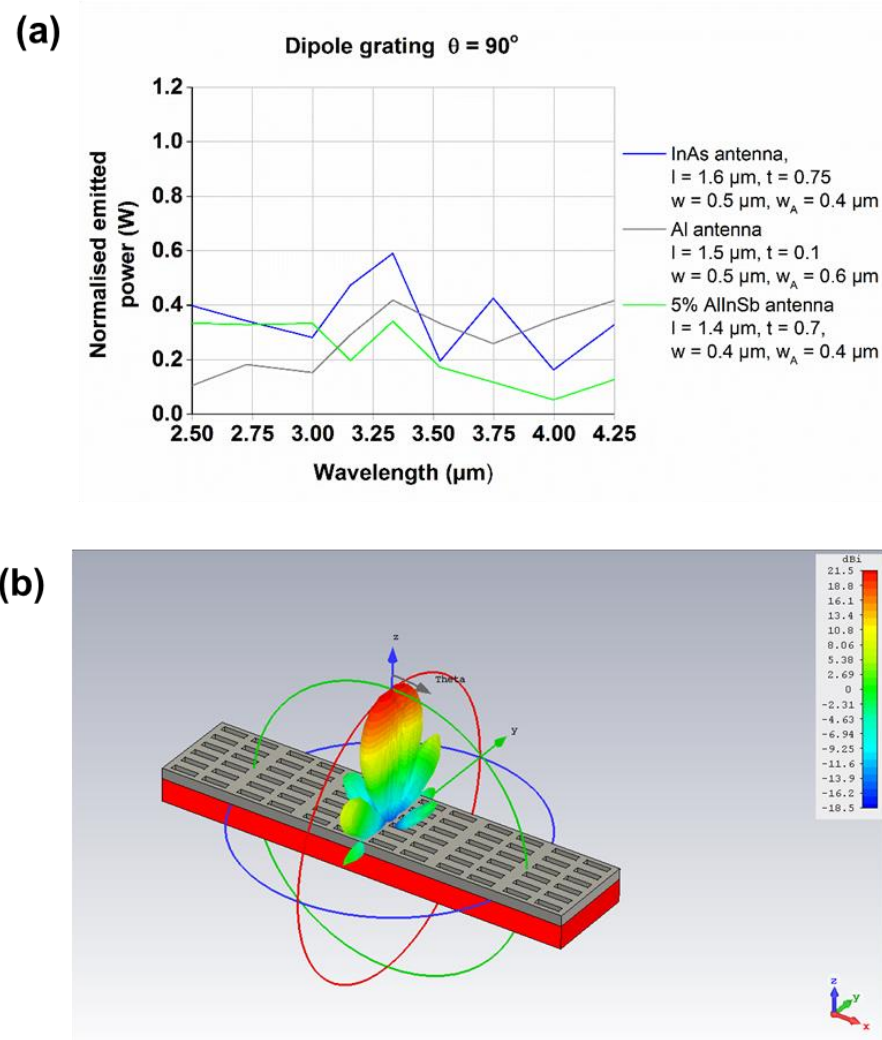 (a)
Dipole grating θ = 90°
Normalised emitted
power (W)
1.2
1.0
0.8
0.6
0.4
0.2
0.0
2.50 2.75 3.00 3.25 3.50 3.75 4.00 4.25
Wavelength (µm)
InAs antenna,
l = 1.6 µm, t = 0.75
w = 0.5 µm, w_A = 0.4 µm
Al antenna
l = 1.5 µm, t = 0.1
w = 0.5 µm, w_A = 0.6 µm
5% AlInSb antenna
l = 1.4 µm, t = 0.7,
w = 0.4 µm, w_A = 0.4 µm
(b)
z
Theta
y
dBi
21.5
18.8
16.1
13.4
10.8
8.06
5.38
2.69
0
-2.31
-4.63
-6.94
-9.25
-11.6
-13.9
-16.2
-18.5
z
y
x